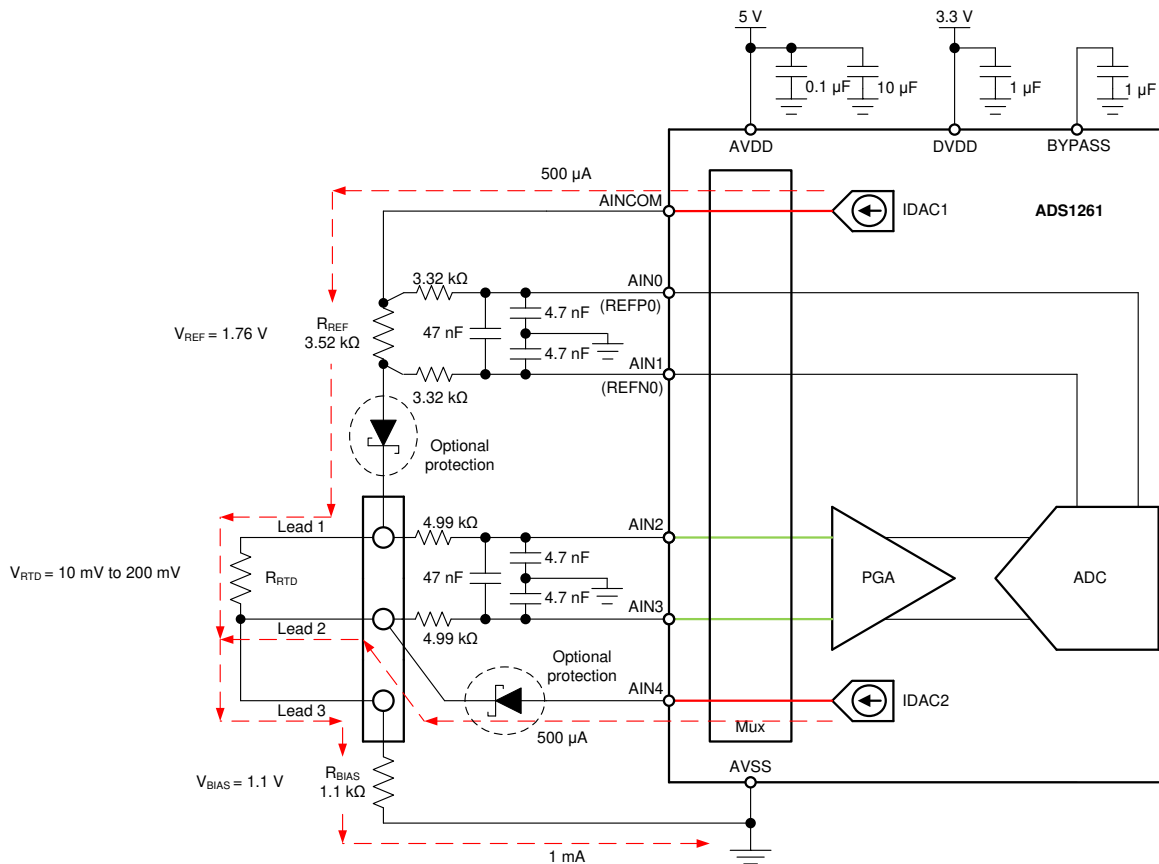 5 V
3.3 V
0.1 µF
10 µF
1 µF
1 µF
AVDD
DVDD
BYPASS
500 µA
AINCOM
IDAC1
ADS1261
3.32 kΩ
AIN0
(REFP0)
4.7 nF
VREF = 1.76 V
RREF
3.52 kΩ
47 nF
4.7 nF
AIN1
(REFN0)
3.32 kΩ
Optional
protection
Lead 1
4.99 kΩ
AIN2
4.7 nF
VRTD = 10 mV to 200 mV
RRTD
47 nF
PGA
ADC
4.7 nF
AIN3
Lead 2
4.99 kΩ
Optional
protection
AIN4
Lead 3
IDAC2
500 µA
Mux
VBIAS = 1.1 V
RBIAS
1.1 kΩ
AVSS
1 mA